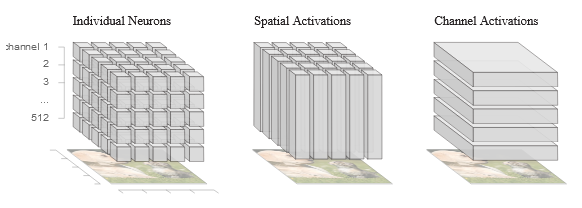 Individual Neurons
Spatial Activations
Channel Activations
channel 1
2
3
...
512